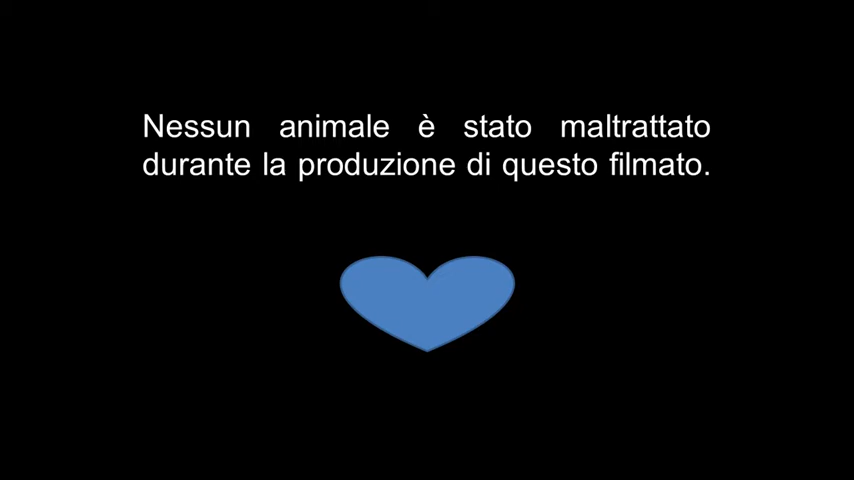 Nessun animale è stato maltrattato
durante la produzione di questo filmato.